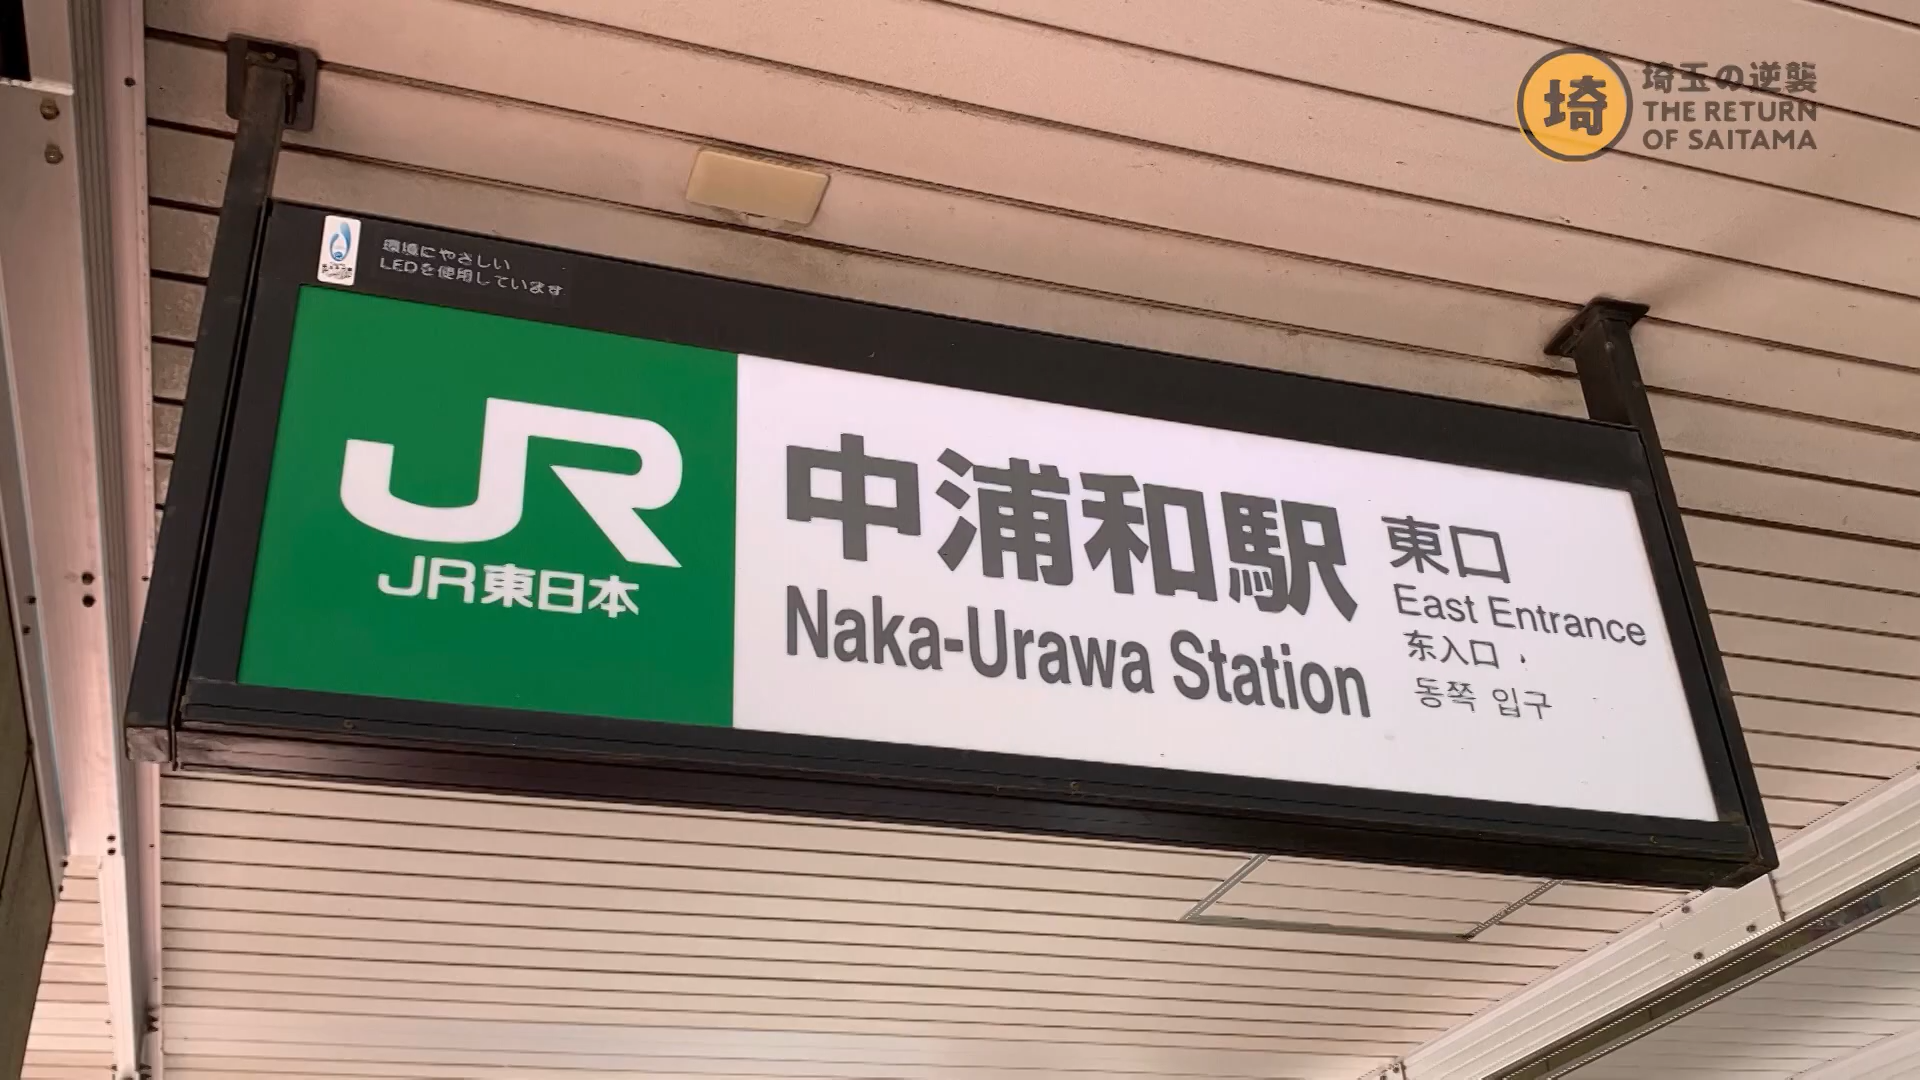 埼
埼玉の逆襲
THE RETURN
OF SAITAMA
環境にやさしい
LEDを使用しています
JR
JR東日本
中浦和駅
Naka-Urawa Station
東口
East Entrance
东入口
동쪽 입구